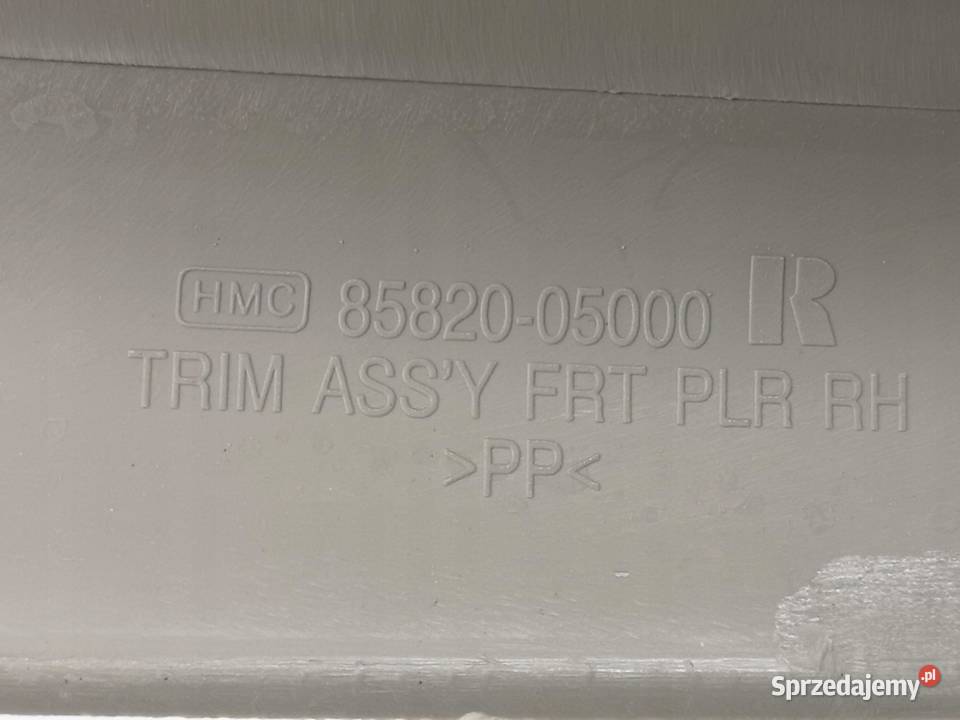 HMC 85820-05000 R
TRIM ASS'Y FRT PLR RH
>PP<
Sprzedajemy.pl